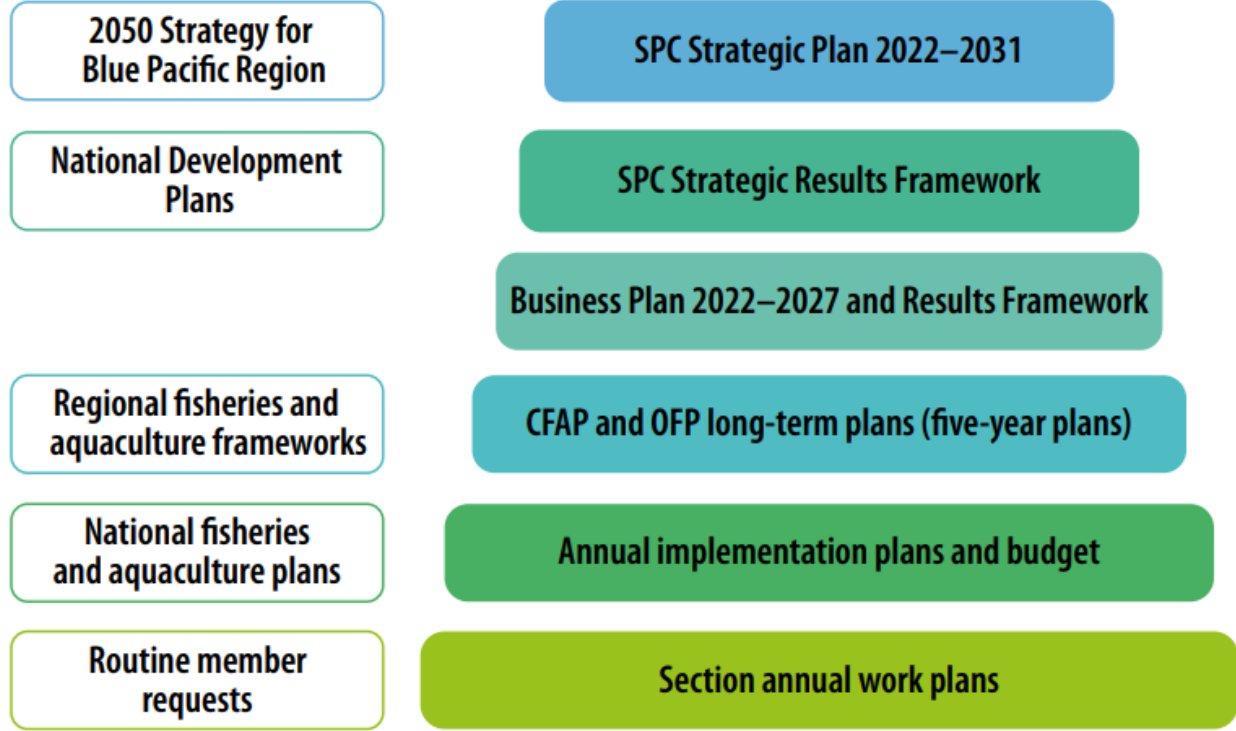 2050 Strategy for
Blue Pacific Region
SPC Strategic Plan 2022–2031
National Development
Plans
SPC Strategic Results Framework
Business Plan 2022–2027 and Results Framework
Regional fisheries and
aquaculture frameworks
CFAP and OFP long-term plans (five-year plans)
National fisheries
and aquaculture plans
Annual implementation plans and budget
Routine member
requests
Section annual work plans